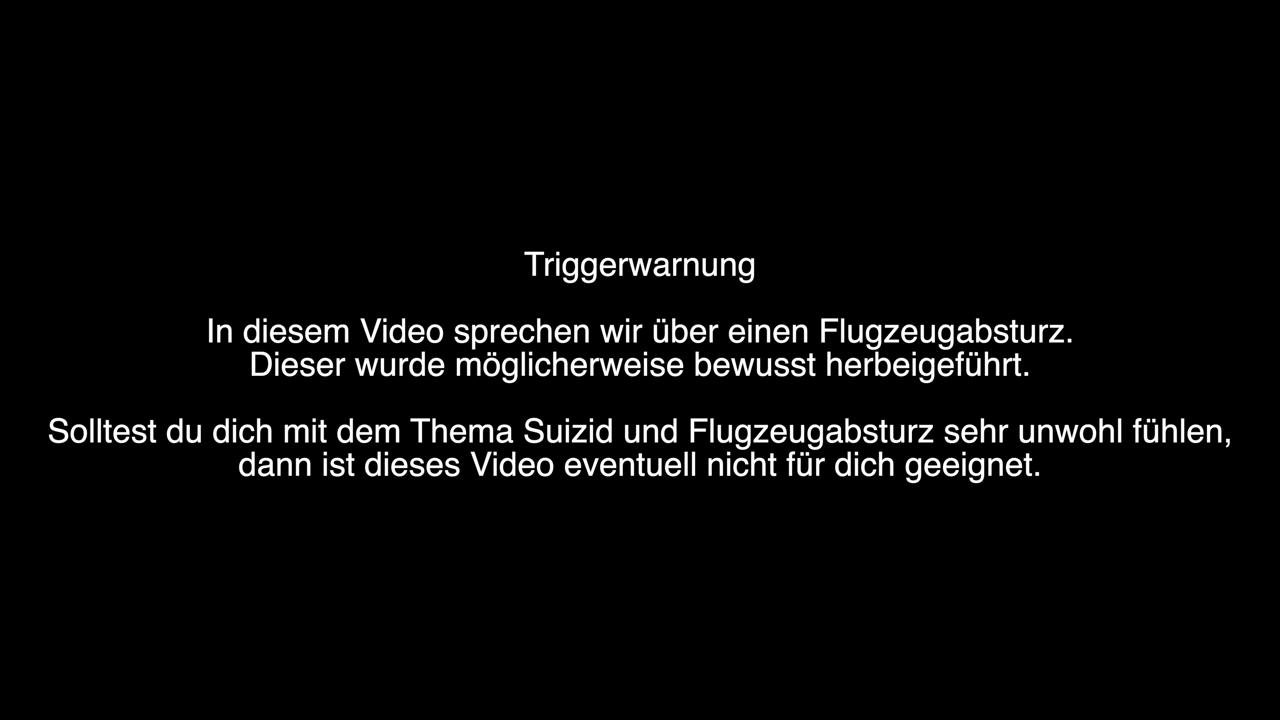 Triggerwarnung
In diesem Video sprechen wir über einen Flugzeugabsturz.
Dieser wurde möglicherweise bewusst herbeigeführt.
Solltest du dich mit dem Thema Suizid und Flugzeugabsturz sehr unwohl fühlen,
dann ist dieses Video eventuell nicht für dich geeignet.